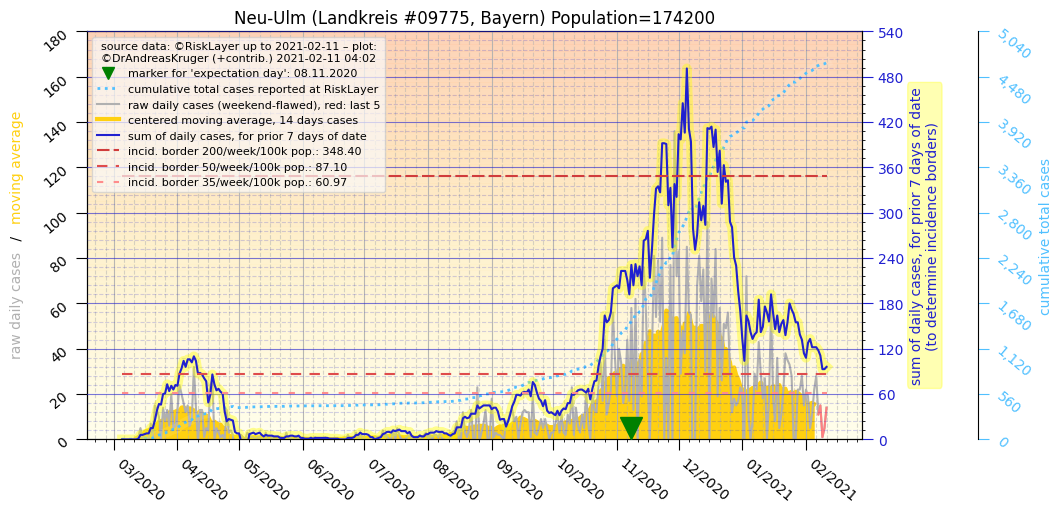 Neu-Ulm (Landkreis #09775, Bayern) Population=174200
source data: ©RiskLayer up to 2021-02-11 – plot:
©DrAndreasKruger (+contrib.) 2021-02-11 04:02
marker for 'expectation day': 08.11.2020
cumulative total cases reported at RiskLayer
raw daily cases (weekend-flawed), red: last 5
centered moving average, 14 days cases
sum of daily cases, for prior 7 days of date
incid. border 200/week/100k pop.: 348.40
incid. border 50/week/100k pop.: 87.10
incid. border 35/week/100k pop.: 60.97
raw daily cases / moving average
180
160
140
120
100
80
60
40
20
0
03/2020
04/2020
05/2020
06/2020
07/2020
08/2020
09/2020
10/2020
11/2020
12/2020
01/2021
02/2021
540
480
420
360
300
240
180
120
60
0
sum of daily cases, for prior 7 days of date
(to determine incidence borders)
5,040
4,480
3,920
3,360
2,800
2,240
1,680
1,120
560
0
cumulative total cases